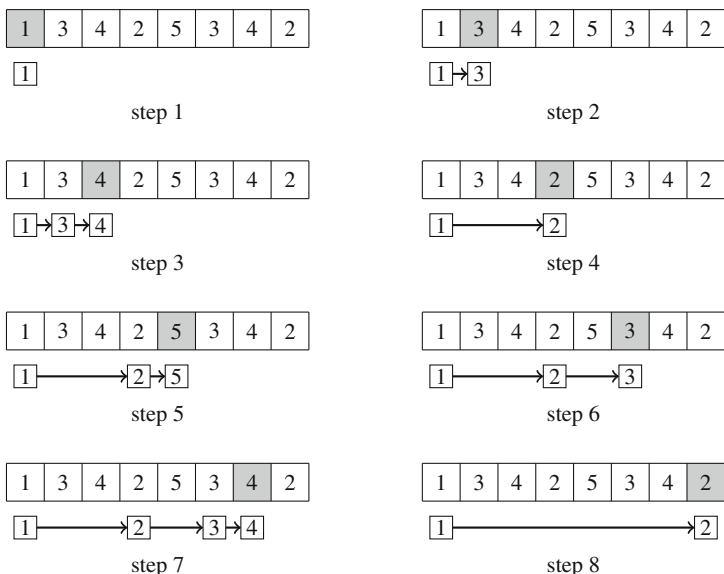 1 3 4 2 5 3 4 2
1
step 1
1 3 4 2 5 3 4 2
1 3
step 2
1 3 4 2 5 3 4 2
1 3 4
step 3
1 3 4 2 5 3 4 2
1 2
step 4
1 3 4 2 5 3 4 2
1 2 5
step 5
1 3 4 2 5 3 4 2
1 2 3
step 6
1 3 4 2 5 3 4 2
1 2 3 4
step 7
1 3 4 2 5 3 4 2
1 2
step 8